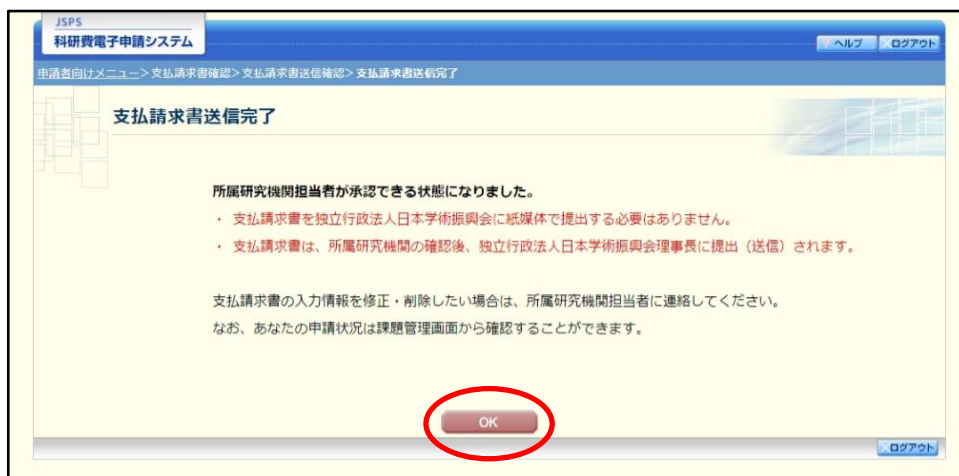 JSPS
科研費電子申請システム
? ヘルプ
ログアウト
申請者向けメニュー>支払請求書確認>支払請求書送信確認>支払請求書送信完了
支払請求書送信完了
所属研究機関担当者が承認できる状態になりました。
・ 支払請求書を独立行政法人日本学術振興会に紙媒体で提出する必要はありません。
・ 支払請求書は、所属研究機関の確認後、独立行政法人日本学術振興会理事長に提出（送信）されます。
支払請求書の入力情報を修正・削除したい場合は、所属研究機関担当者に連絡してください。
なお、あなたの申請状況は課題管理画面から確認することができます。
OK
ログアウト